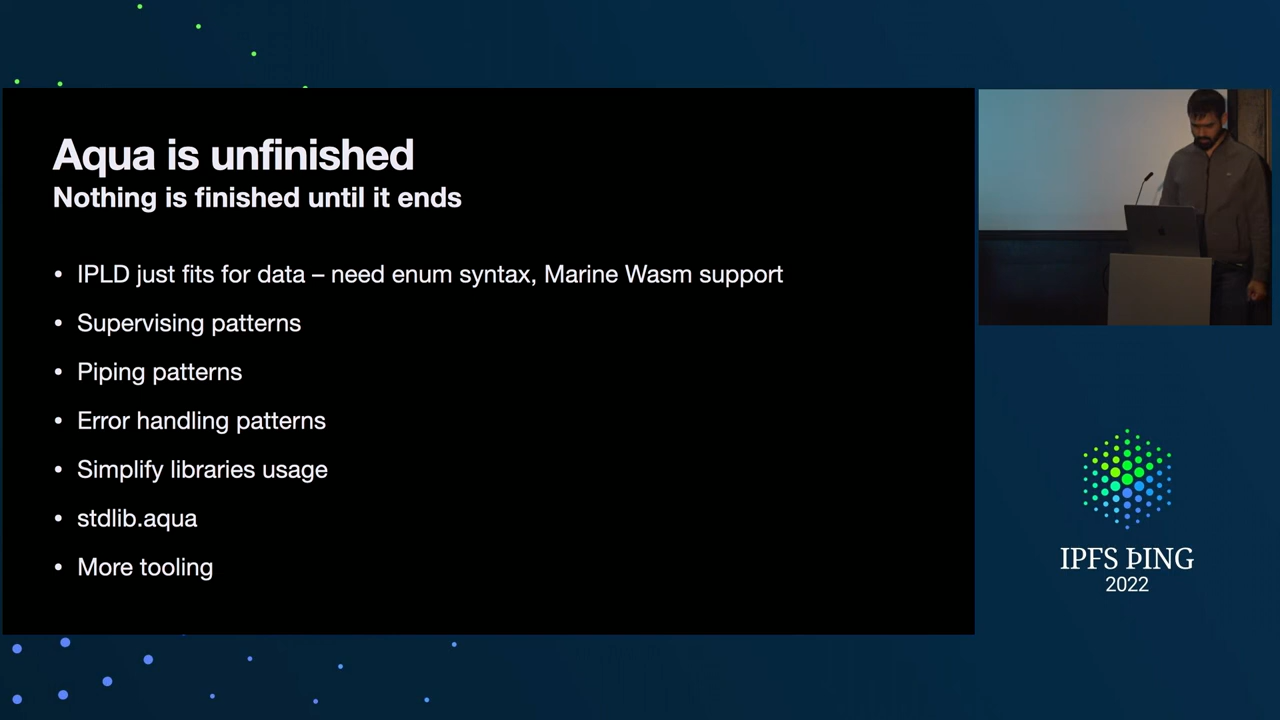 Aqua is unfinished
Nothing is finished until it ends
• IPLD just fits for data – need enum syntax, Marine Wasm support
• Supervising patterns
• Piping patterns
• Error handling patterns
• Simplify libraries usage
• stdlib.aqua
• More tooling
IPFS ÞING
2022